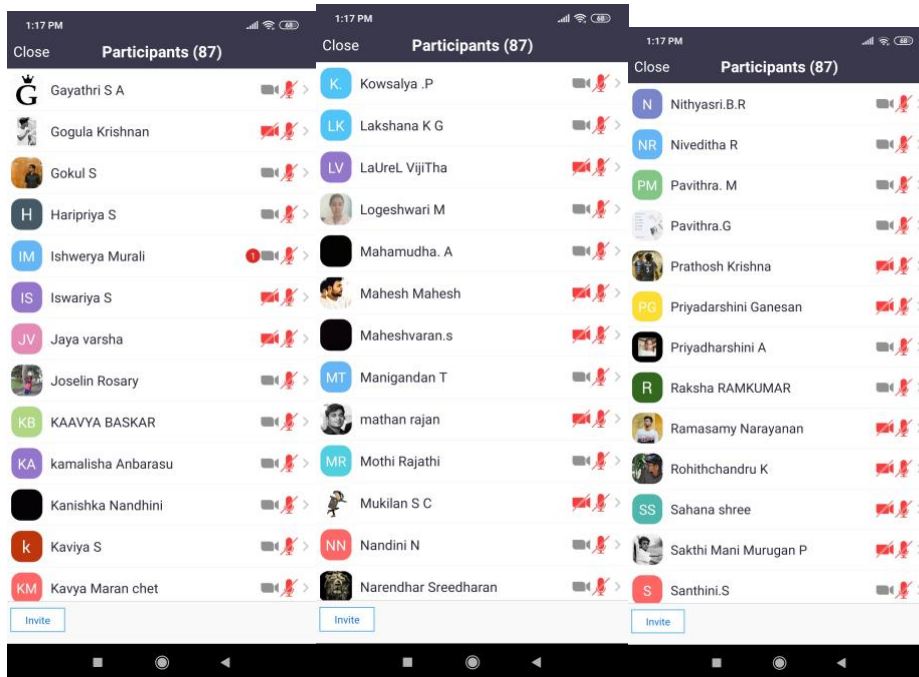 1:17 PM
68
Close
Participants (87)
G
Gayathri S A
Gogula Krishnan
Gokul S
H
Haripriya S
IM
Ishwerya Murali
1
IS
Iswariya S
JV
Jaya varsha
Joselin Rosary
KB
KAAVYA BASKAR
KA
kamalisha Anbarasu
Kanishka Nandhini
k
Kaviya S
KM
Kavya Maran chet
Invite
1:17 PM
68
Close
Participants (87)
K.
Kowsalya .P
LK
Lakshana K G
LV
LaUreL VijiTha
Logeshwari M
Mahamudha. A
Mahesh Mahesh
Maheshvaran.s
MT
Manigandan T
mathan rajan
MR
Mothi Rajathi
Mukilan S C
NN
Nandini N
Narendhar Sreedharan
Invite
1:17 PM
68
Close
Participants (87)
N
Nithyasri.B.R
NR
Niveditha R
PM
Pavithra. M
Pavithra.G
Prathosh Krishna
PG
Priyadarshini Ganesan
Priyadharshini A
R
Raksha RAMKUMAR
Ramasamy Narayanan
Rohithchandru K
SS
Sahana shree
Sakthi Mani Murugan P
S
Santhini.S
Invite